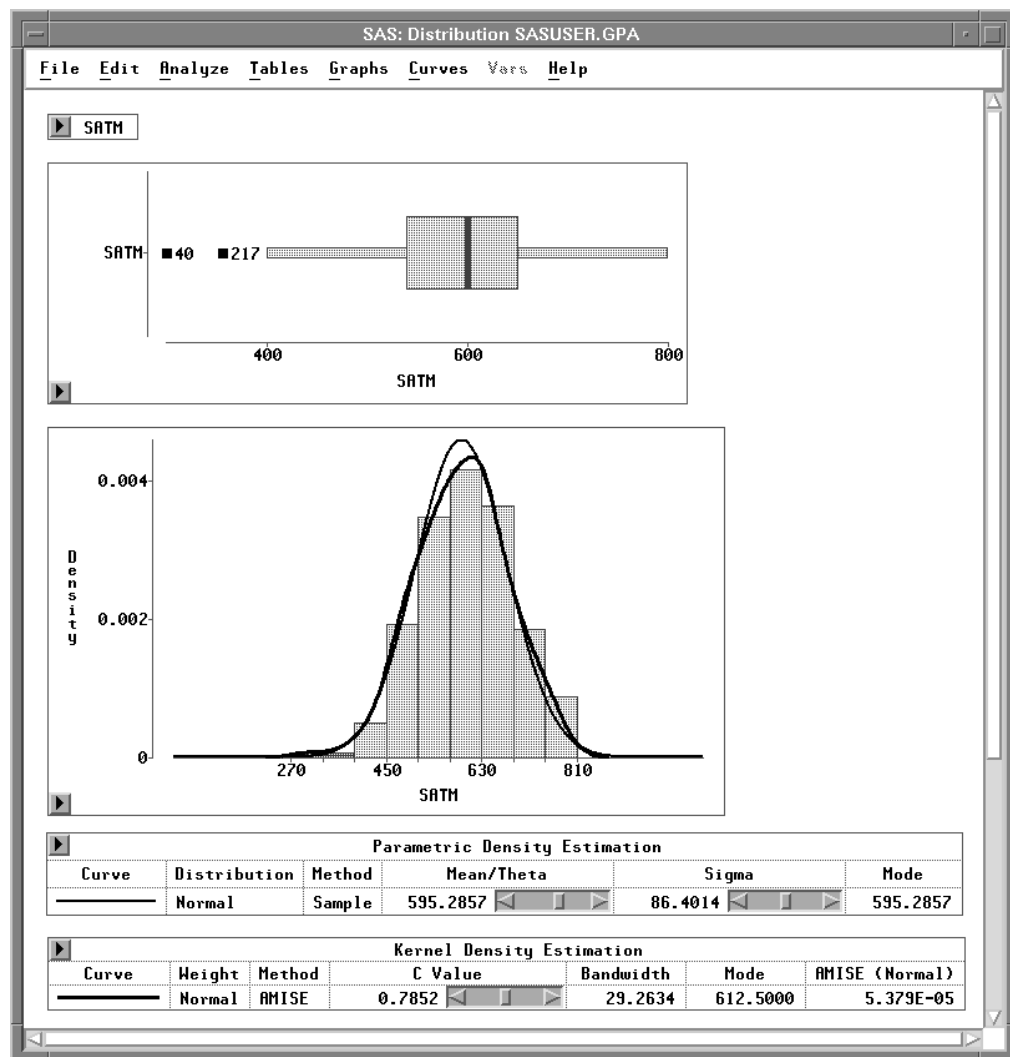 SAS: Distribution SASUSER.GPA
File Edit Analyze Tables Graphs Curves Vars Help
SATM
SATM
40
217
400 600 800
SATM
0.004
Density
0.002
0
270 450 630 810
SATM
Parametric Density Estimation
Curve Distribution Method Mean/Theta Sigma Mode
Normal Sample 595.2857 86.4014 595.2857
Kernel Density Estimation
Curve Weight Method C Value Bandwidth Mode AMISE (Normal)
Normal AMISE 0.7852 29.2634 612.5000 5.379E-05